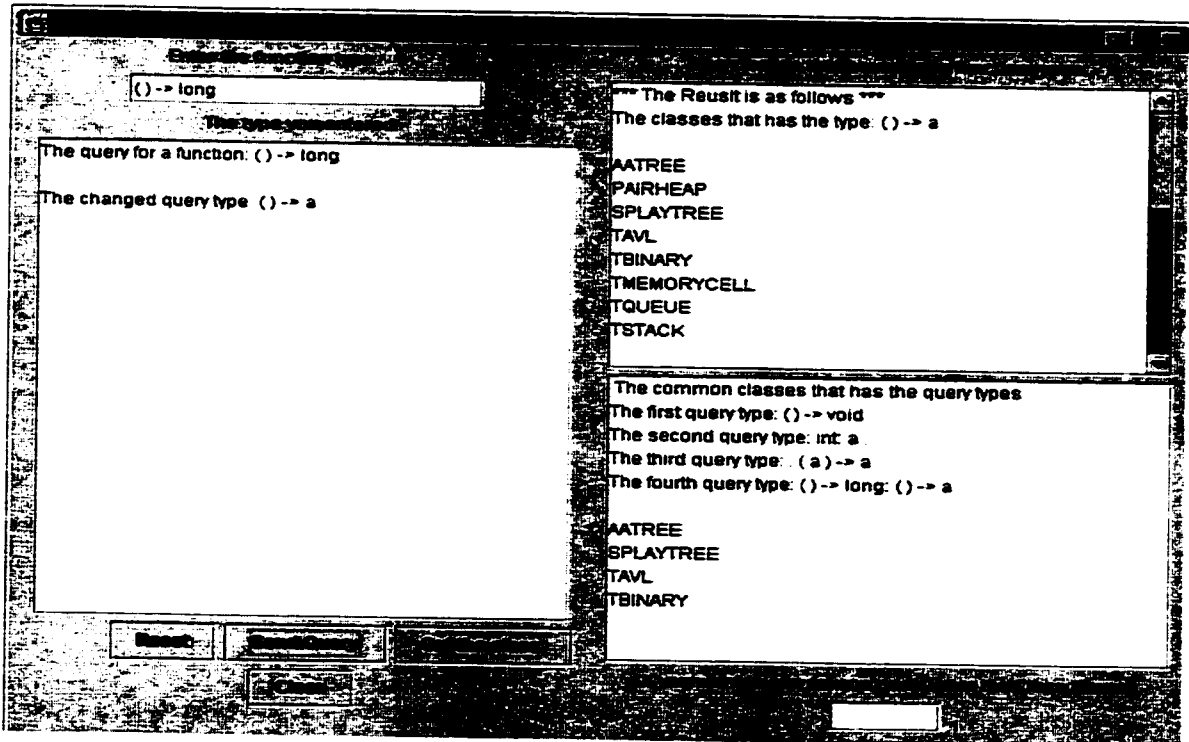 () -> long
The query for a function: () -> long
The changed query type () -> a
Reset
Close
*** The Reuslt is as follows ***
The classes that has the type: () -> a
AATREE
PAIRHEAP
SPLAYTREE
TAVL
TBINARY
TMEMORYCELL
TQUEUE
TSTACK
The common classes that has the query types
The first query type: () -> void
The second query type: int: a
The third query type: . ( a ) -> a
The fourth query type: () -> long: () -> a
AATREE
SPLAYTREE
TAVL
TBINARY